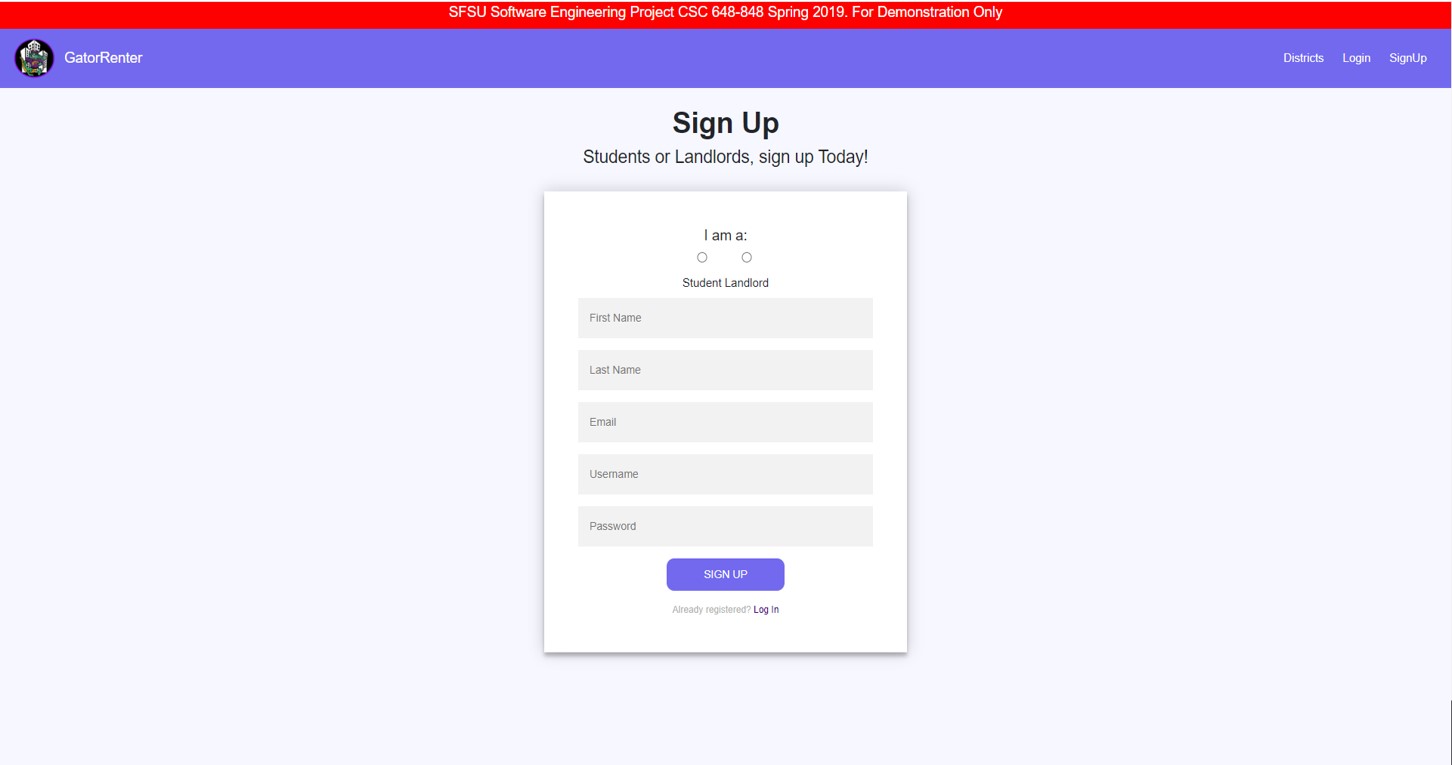 SFSU Software Engineering Project CSC 648-848 Spring 2019. For Demonstration Only
GatorRenter
Districts Login SignUp
Sign Up
Students or Landlords, sign up Today!
I am a:
Student Landlord
First Name
Last Name
Email
Username
Password
SIGN UP
Already registered? Log In